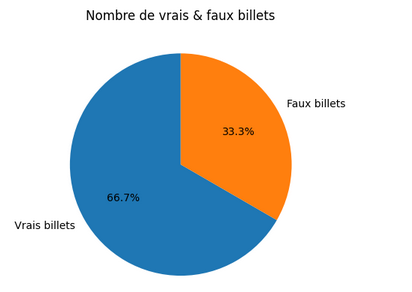 Nombre de vrais & faux billets
Faux billets
33.3%
66.7%
Vrais billets